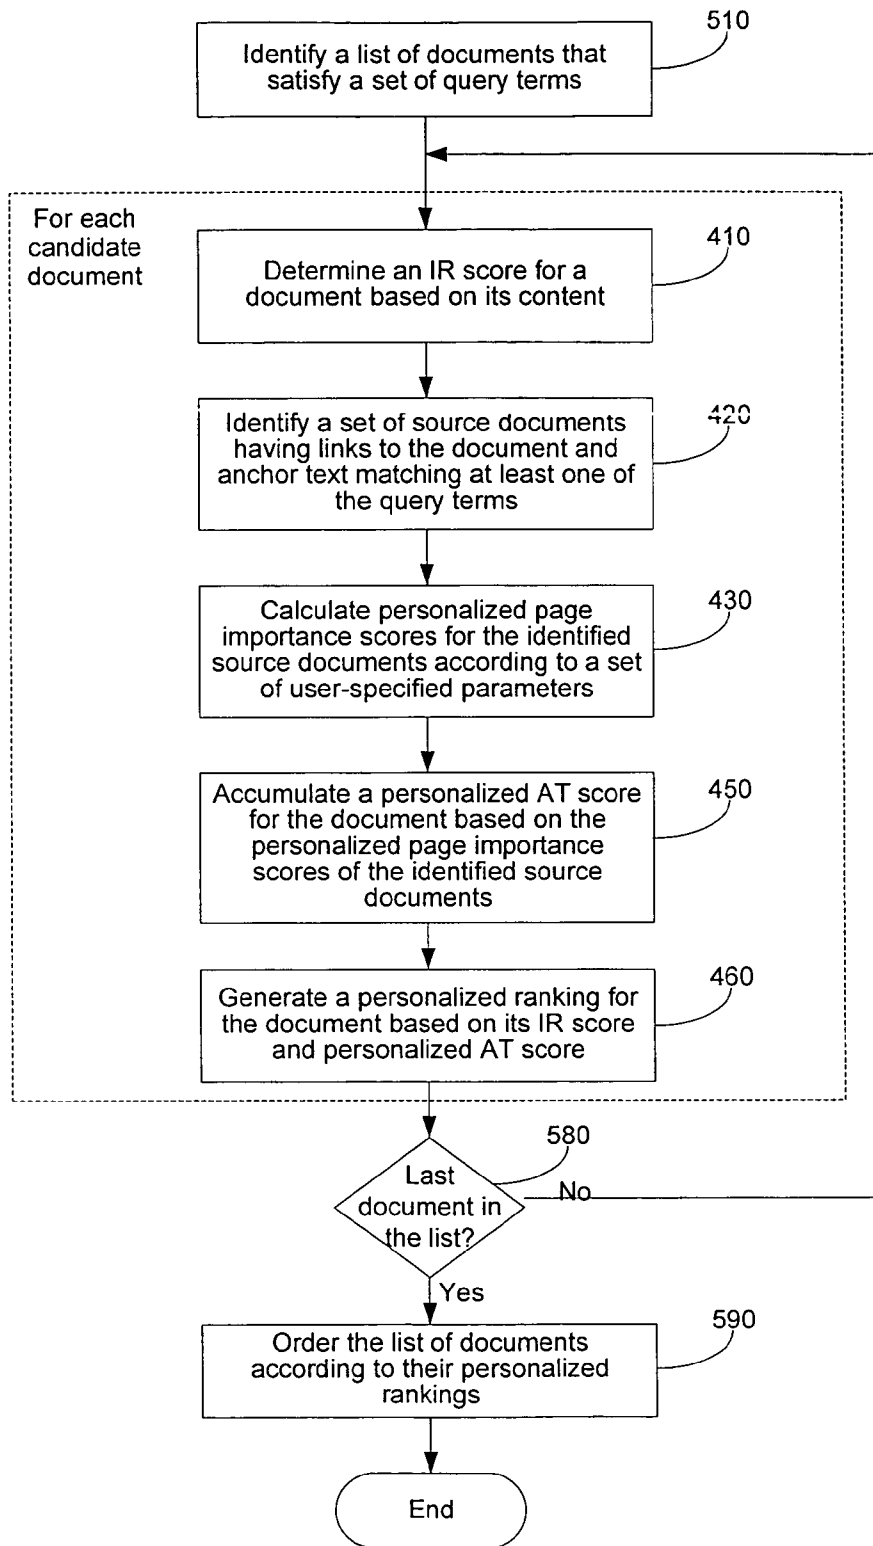 510
Identify a list of documents that
satisfy a set of query terms
For each
candidate
document
410
Determine an IR score for a
document based on its content
420
Identify a set of source documents
having links to the document and
anchor text matching at least one of
the query terms
430
Calculate personalized page
importance scores for the identified
source documents according to a set
of user-specified parameters
450
Accumulate a personalized AT score
for the document based on the
personalized page importance
scores of the identified source
documents
460
Generate a personalized ranking for
the document based on its IR score
and personalized AT score
580
Last
document in
the list?
No
Yes
590
Order the list of documents
according to their personalized
rankings
End